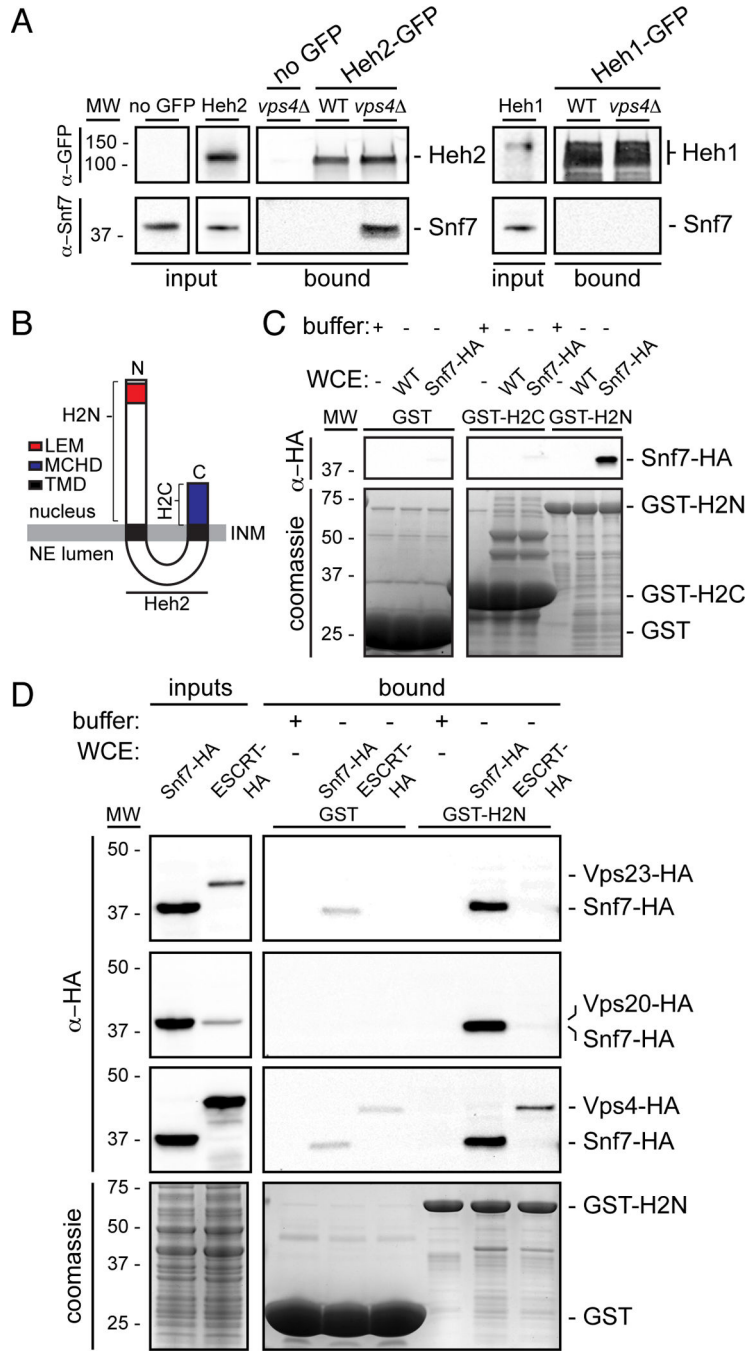 A
no GFP Heh2-GFP Heh1-GFP
MW no GFP Heh2 vps4Δ WT vps4Δ Heh1 WT vps4Δ
α-GFP 150 - 100 - - Heh2 Heh1
α-Snf7 37 - - Snf7 - Snf7
input bound input bound
B
N
H2N
LEM
MCHD
TMD
C
H2C
nucleus
INM
NE lumen
Heh2
C
buffer: + - - + - - + - -
WCE: - WT Snf7-HA - WT Snf7-HA - WT Snf7-HA
MW GST GST-H2C GST-H2N
α-HA 37 - - Snf7-HA
coomassie
75 - - GST-H2N
50 -
37 -
- GST-H2C
25 - - GST
D
inputs bound
buffer: + - - + - -
WCE: Snf7-HA ESCRT-HA - Snf7-HA ESCRT-HA - Snf7-HA ESCRT-HA
MW GST GST-H2N
α-HA
50 -
- Vps23-HA
37 - - Snf7-HA
50 -
Vps20-HA
37 - Snf7-HA
50 -
- Vps4-HA
37 - - Snf7-HA
coomassie
75 -
- GST-H2N
50 -
37 -
25 - - GST